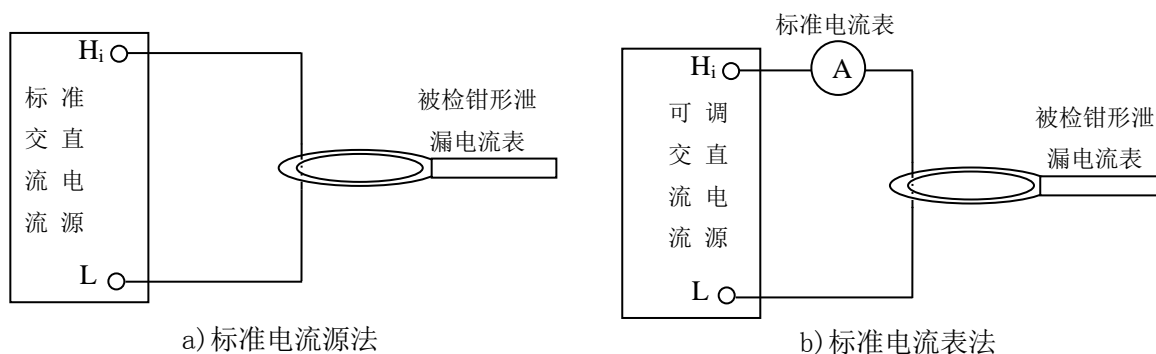 Hi
标 准
交 直
流 电
流 源
L
被检钳形泄
漏电流表
a)标准电流源法
标准电流表
Hi
A
可 调
交 直
流 电
流 源
L
被检钳形泄
漏电流表
b)标准电流表法